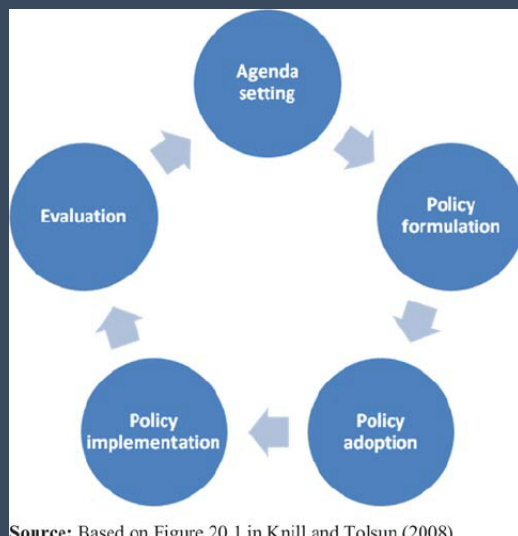 Agenda
setting
Policy
formulation
Policy
adoption
Policy
implementation
Evaluation
Source: Based on Figure 20.1 in Knill and Tolsun (2008)